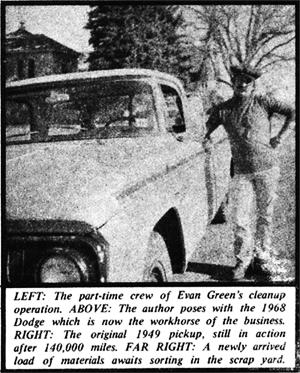 LEFT: The part-time crew of Evan Green's cleanup
operation. ABOVE: The author poses with the 1968
Dodge which is now the workhorse of the business.
RIGHT: The original 1949 pickup, still in action
after 140,000 miles. FAR RIGHT: A newly arrived
load of materials awaits sorting in the scrap yard.